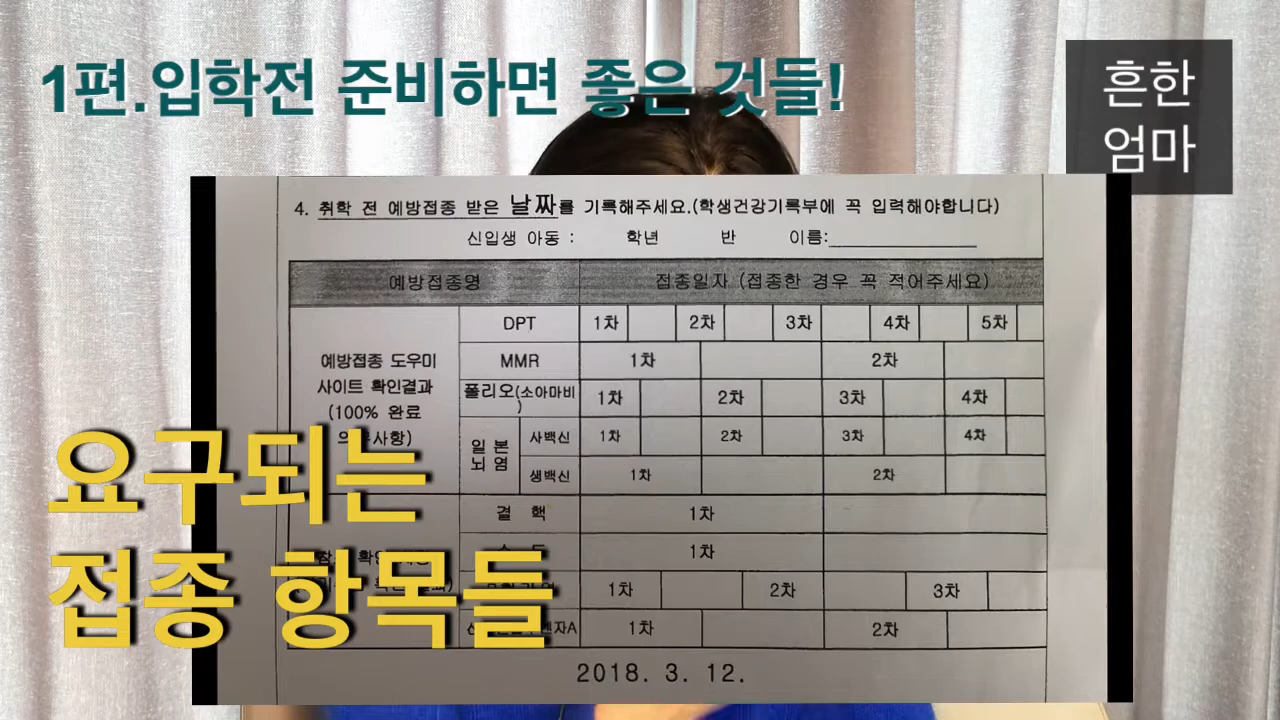 1편.입학전 준비하면 좋은 것들!
흔한
엄마
4. 취학 전 예방접종 받은 날짜를 기록해주세요.(학생건강기록부에 꼭 입력해야합니다)
신입생 아동 : 학년 반 이름:
예방접종명 접종일자 (접종한 경우 꼭 적어주세요)
예방접종 도우미
사이트 확인결과
(100% 완료
사항)
DPT 1차 2차 3차 4차 5차
MMR 1차 2차
폴리오(소아마비
)
1차 2차 3차 4차
일본
뇌염
사백신 1차 2차 3차 4차
생백신 1차 2차
결 핵 1차
1차
1차 2차 3차
1차 2차
요구되는
접종 항목들
2018. 3. 12.